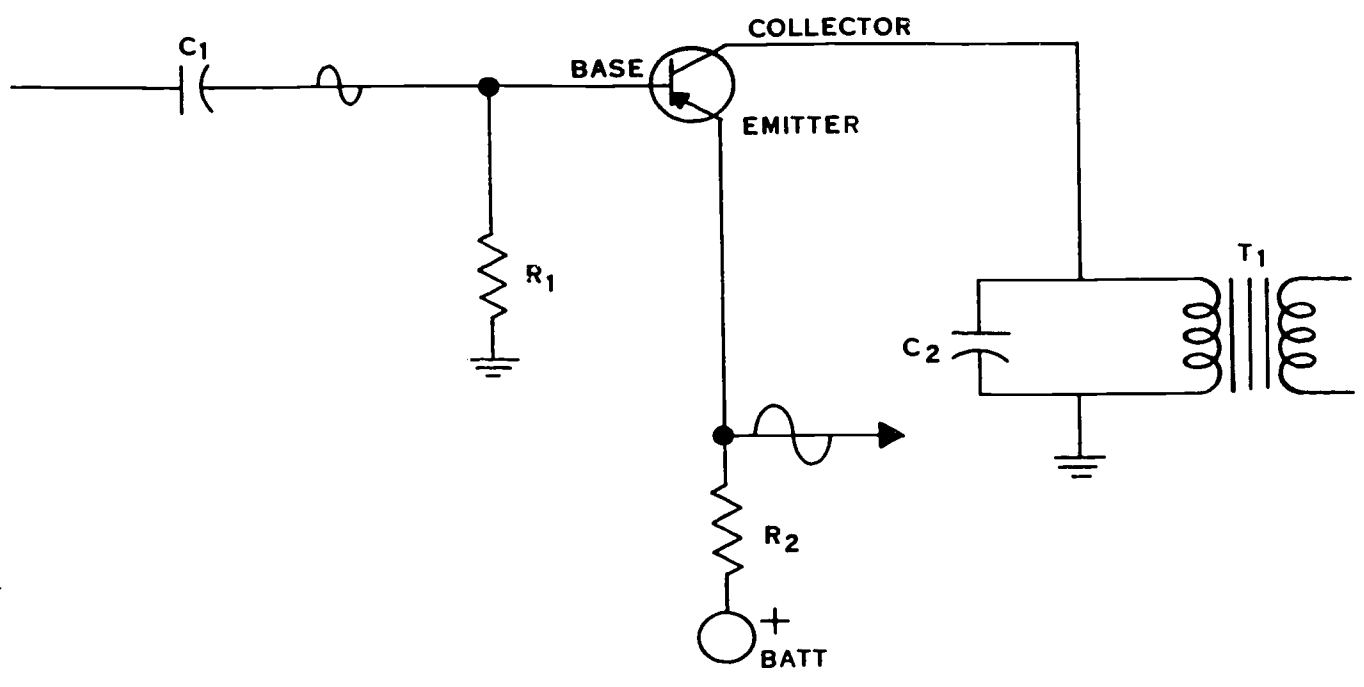 COLLECTOR
C1
BASE
EMITTER
R1
T1
C2
R2
+
BATT